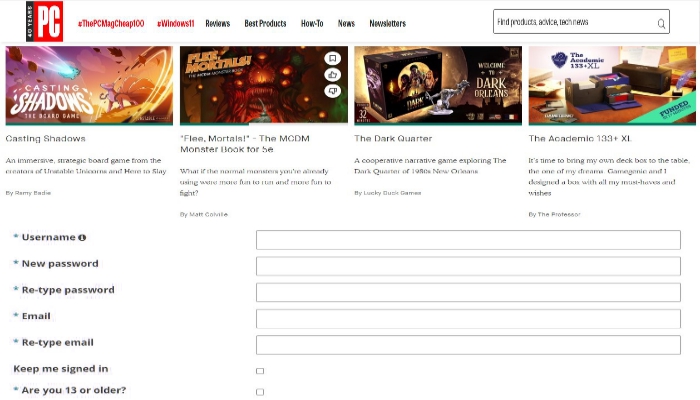 40 YEARS
PC
#ThePCMagCheap100 #Windows11 Reviews Best Products How-To News Newsletters
Find products, advice, tech news
CASTING
SHADOWS
THE BOARD GAME
FLEE,
MORTALS!
THE MCDM MONSTER BOOK
32
DARK
WELCOME
TO
DARK
ORLEANS
The
Academic
133+XL
FUNDED
Casting Shadows
An immersive, strategic board game from the
creators of Unstable Unicorns and Here to Slay
By Ramy Badie
"Flee, Mortals!" - The MCDM
Monster Book for 5e
What if the normal monsters you're already
using were more fun to run and more fun to
fight?
By Matt Colville
The Dark Quarter
A cooperative narrative game exploring The
Dark Quarter of 1980s New Orleans
By Lucky Duck Games
The Academic 133+ XL
It's time to bring my own deck box to the table,
the one of my dreams. Gamegenic and I
designed a box with all my must-haves and
wishes
By The Professor
* Username
* New password
* Re-type password
* Email
* Re-type email
Keep me signed in
* Are you 13 or older?